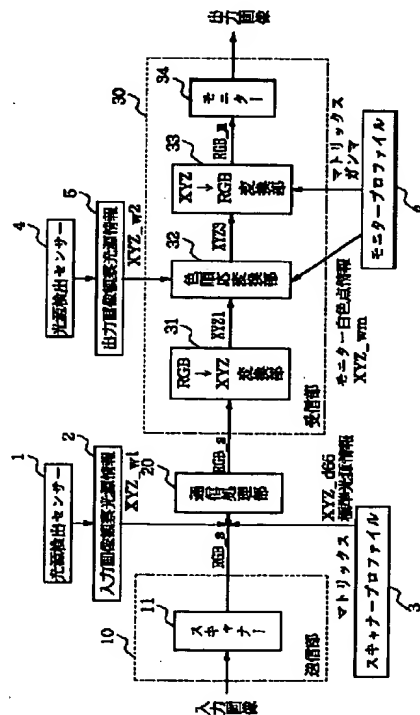 1
光源検出センサー
2
入力画像観察光源情報
XYZ_w1
4
光源検出センサー
5
出力画像観察光源情報
XYZ_w2
30
10
11
スキャナー
送信部
入力画像
RGB_s
20
通信処理部
RGB_s
31
RGB
↓
XYZ
変換部
XYZ1
32
色順応変換部
XYZ3
33
XYZ
↓
RGB
変換部
RGB_m
34
モニター
出力画像
受信部
マトリックス
XYZ_d65
標準光源情報
スキャナープロファイル
3
モニター白色点情報
XYZ_wm
マトリックス
ガンマ
モニタープロファイル
6